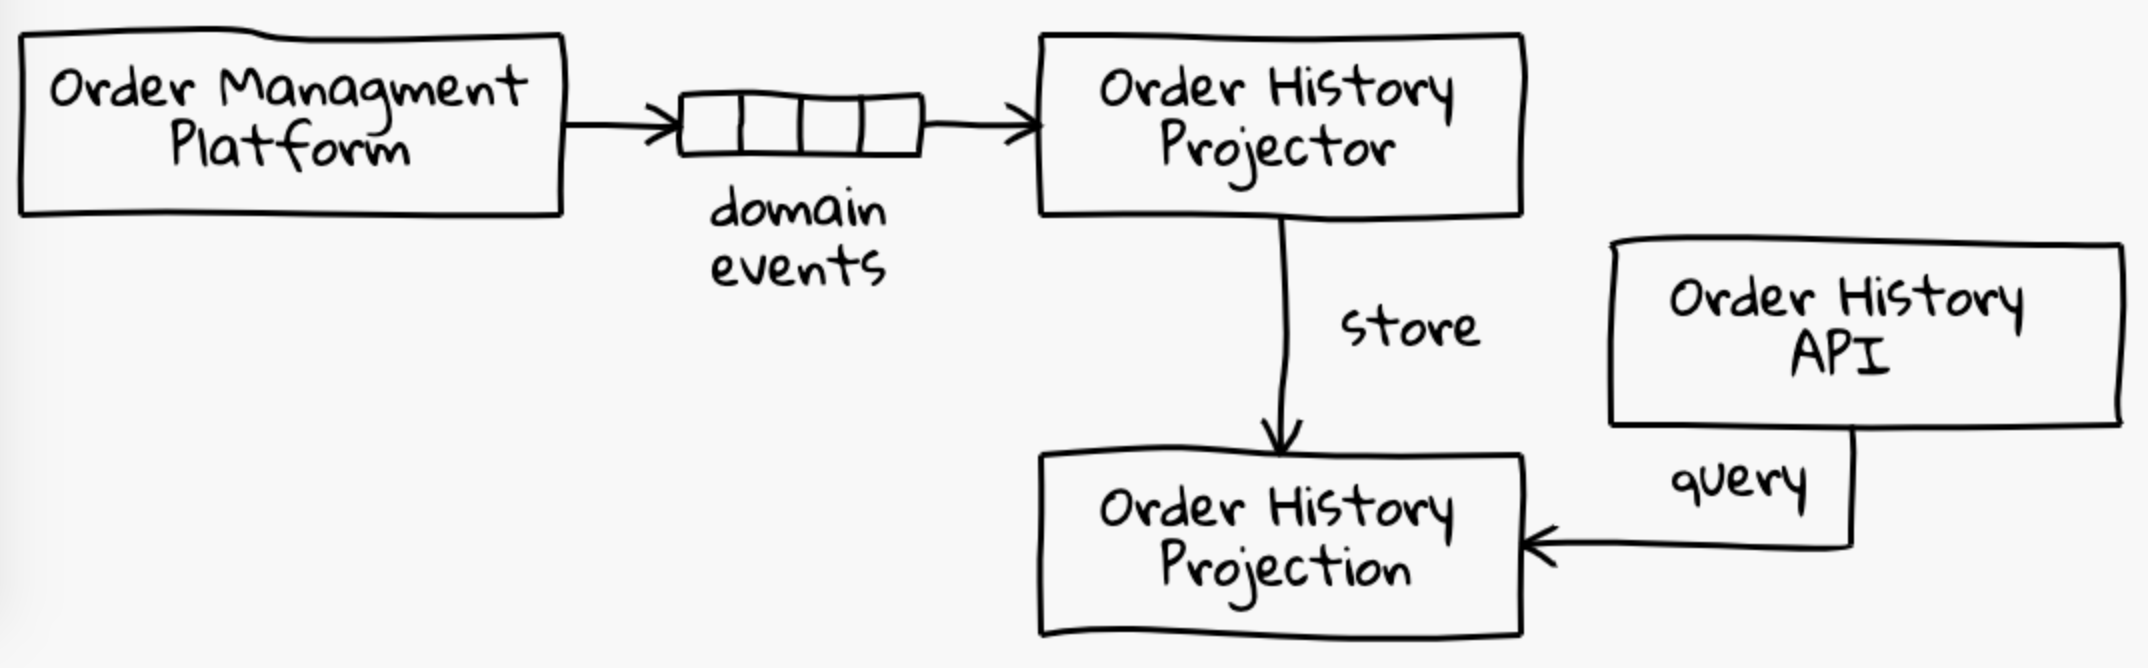 Order Managment
Platform
domain
events
Order History
Projector
store
Order History
API
query
Order History
Projection